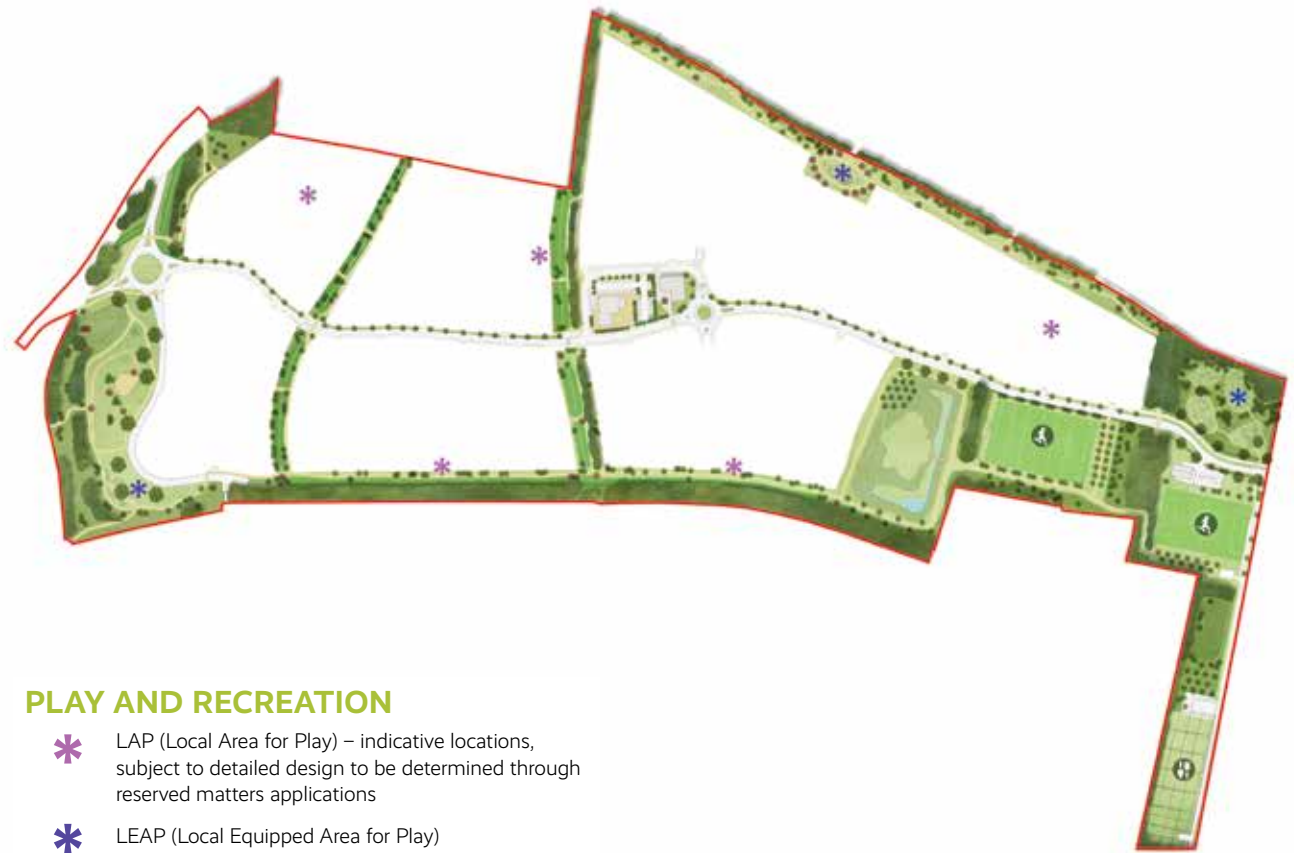 PLAY AND RECREATION
LAP (Local Area for Play) – indicative locations,
subject to detailed design to be determined through
reserved matters applications
LEAP (Local Equipped Area for Play)